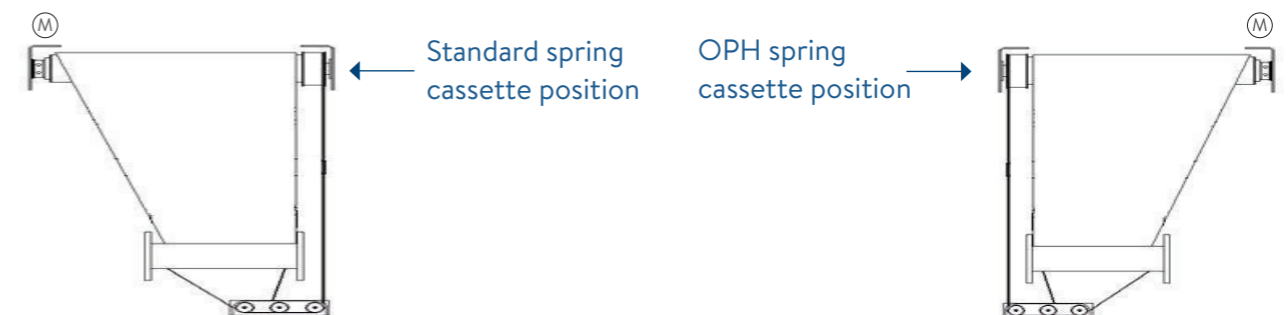 M
Standard spring
cassette position
OPH spring
cassette position
M